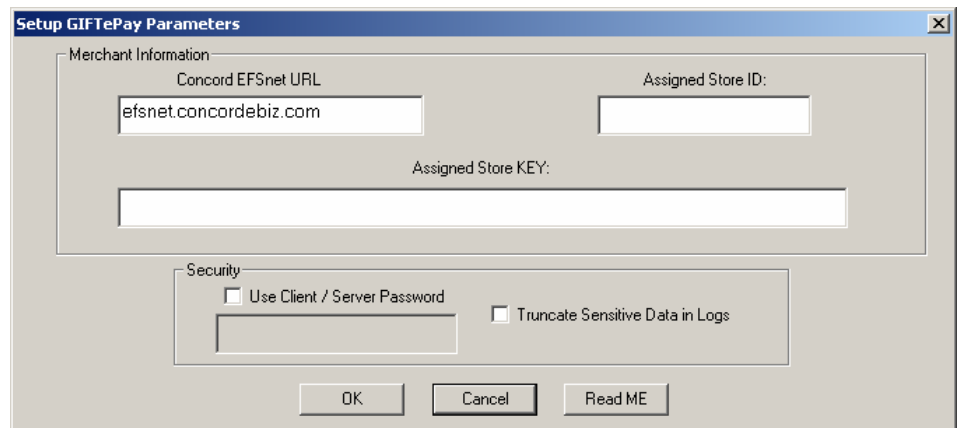 Setup GIFTePay Parameters
Merchant Information
Concord EFSnet URL
Assigned Store ID:
efsnet.concordebiz.com
Assigned Store KEY:
Security
Use Client / Server Password
Truncate Sensitive Data in Logs
OK
Cancel
Read ME